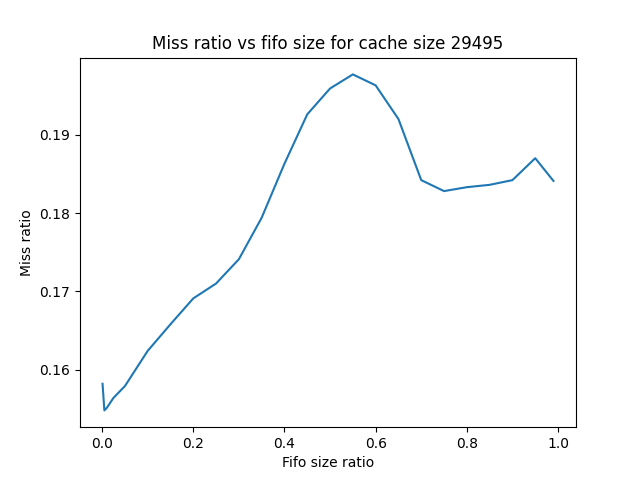 Miss ratio vs fifo size for cache size 29495
0.19
0.18
0.17
0.16
Miss ratio
0.0 0.2 0.4 0.6 0.8 1.0
Fifo size ratio